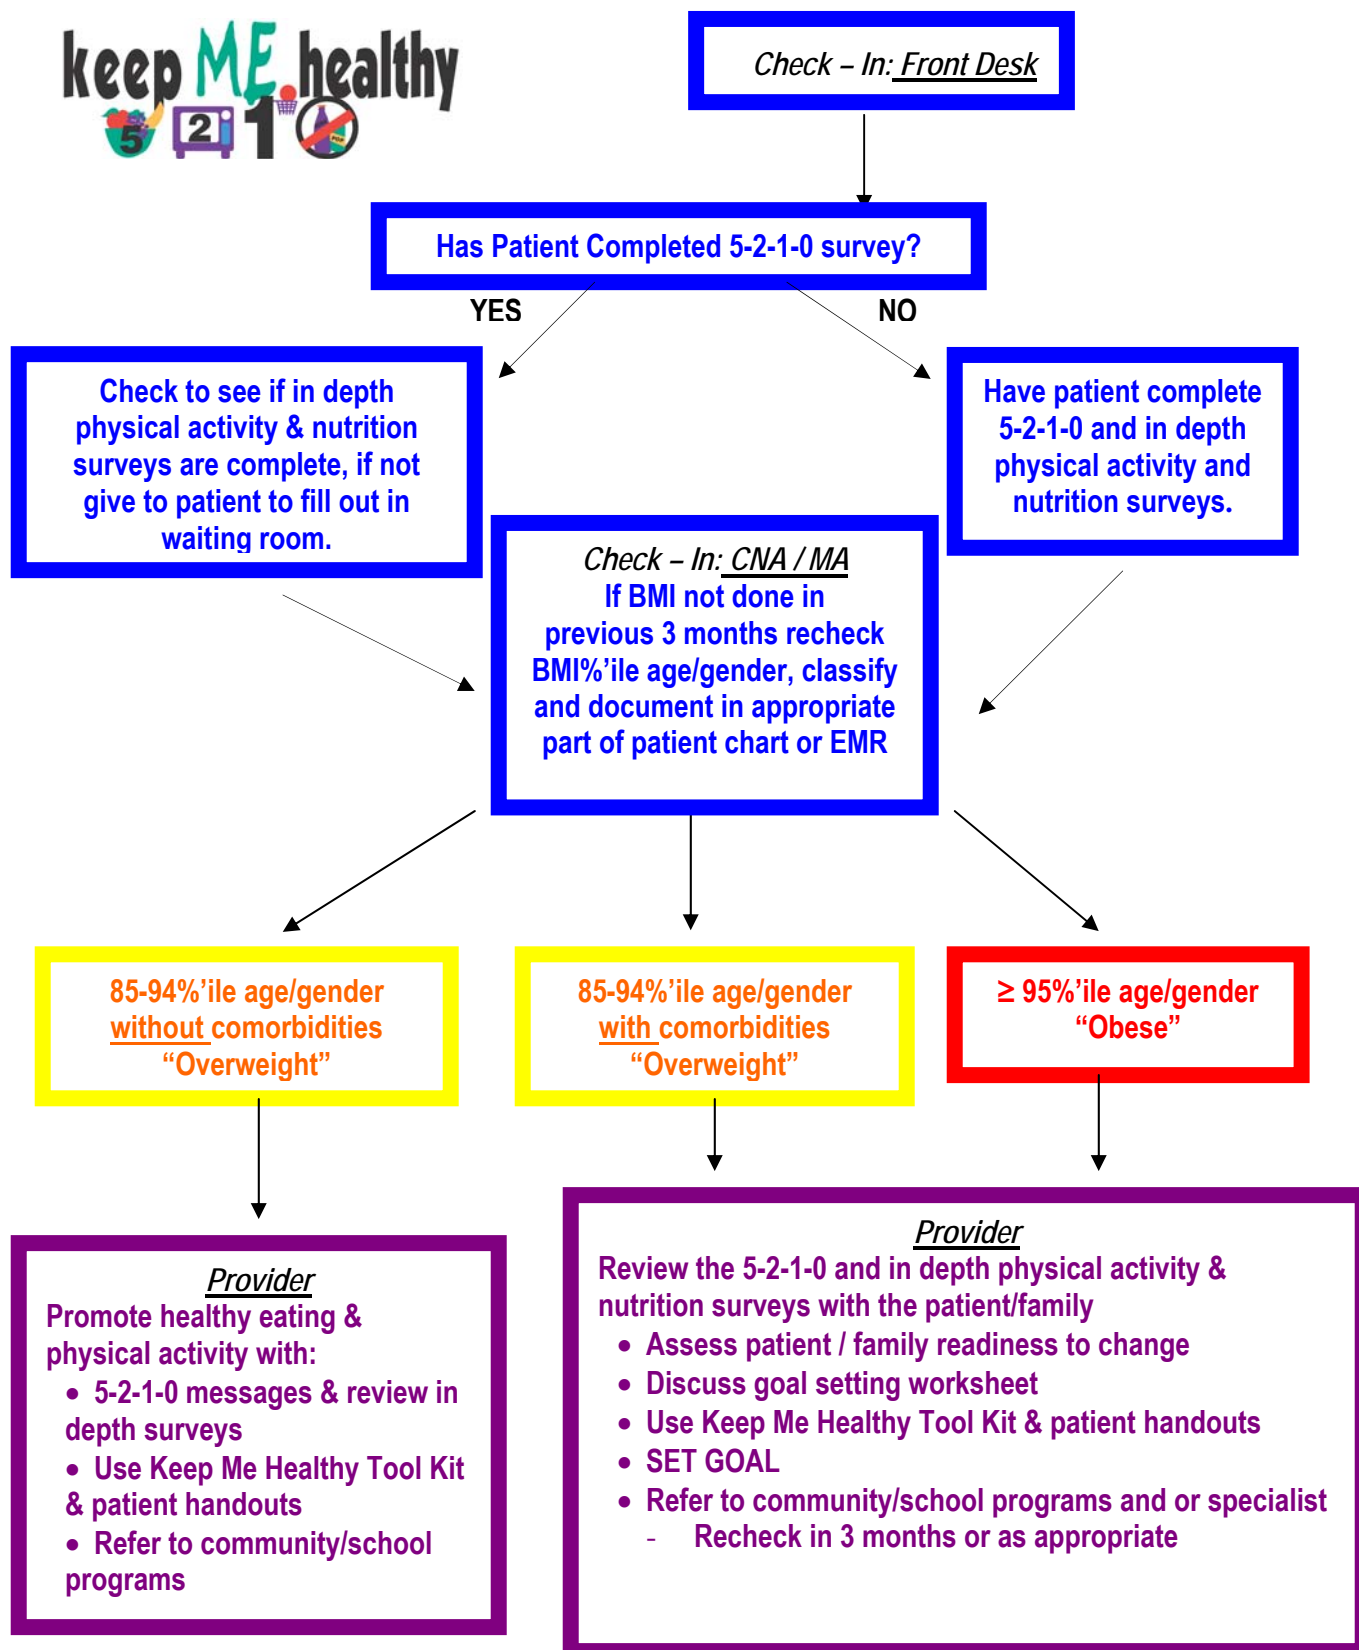 keep ME healthy
5 2 1 0
POP
Check – In: Front Desk
Has Patient Completed 5-2-1-0 survey?
YES
NO
Check to see if in depth
physical activity & nutrition
surveys are complete, if not
give to patient to fill out in
waiting room.
Have patient complete
5-2-1-0 and in depth
physical activity and
nutrition surveys.
Check – In: CNA / MA
If BMI not done in
previous 3 months recheck
BMI%’ile age/gender, classify
and document in appropriate
part of patient chart or EMR
85-94%’ile age/gender
without comorbidities
“Overweight”
85-94%’ile age/gender
with comorbidities
“Overweight”
≥ 95%’ile age/gender
“Obese”
Provider
Promote healthy eating &
physical activity with:
• 5-2-1-0 messages & review in
depth surveys
• Use Keep Me Healthy Tool Kit
& patient handouts
• Refer to community/school
programs
Provider
Review the 5-2-1-0 and in depth physical activity &
nutrition surveys with the patient/family
• Assess patient / family readiness to change
• Discuss goal setting worksheet
• Use Keep Me Healthy Tool Kit & patient handouts
• SET GOAL
• Refer to community/school programs and or specialist
- Recheck in 3 months or as appropriate